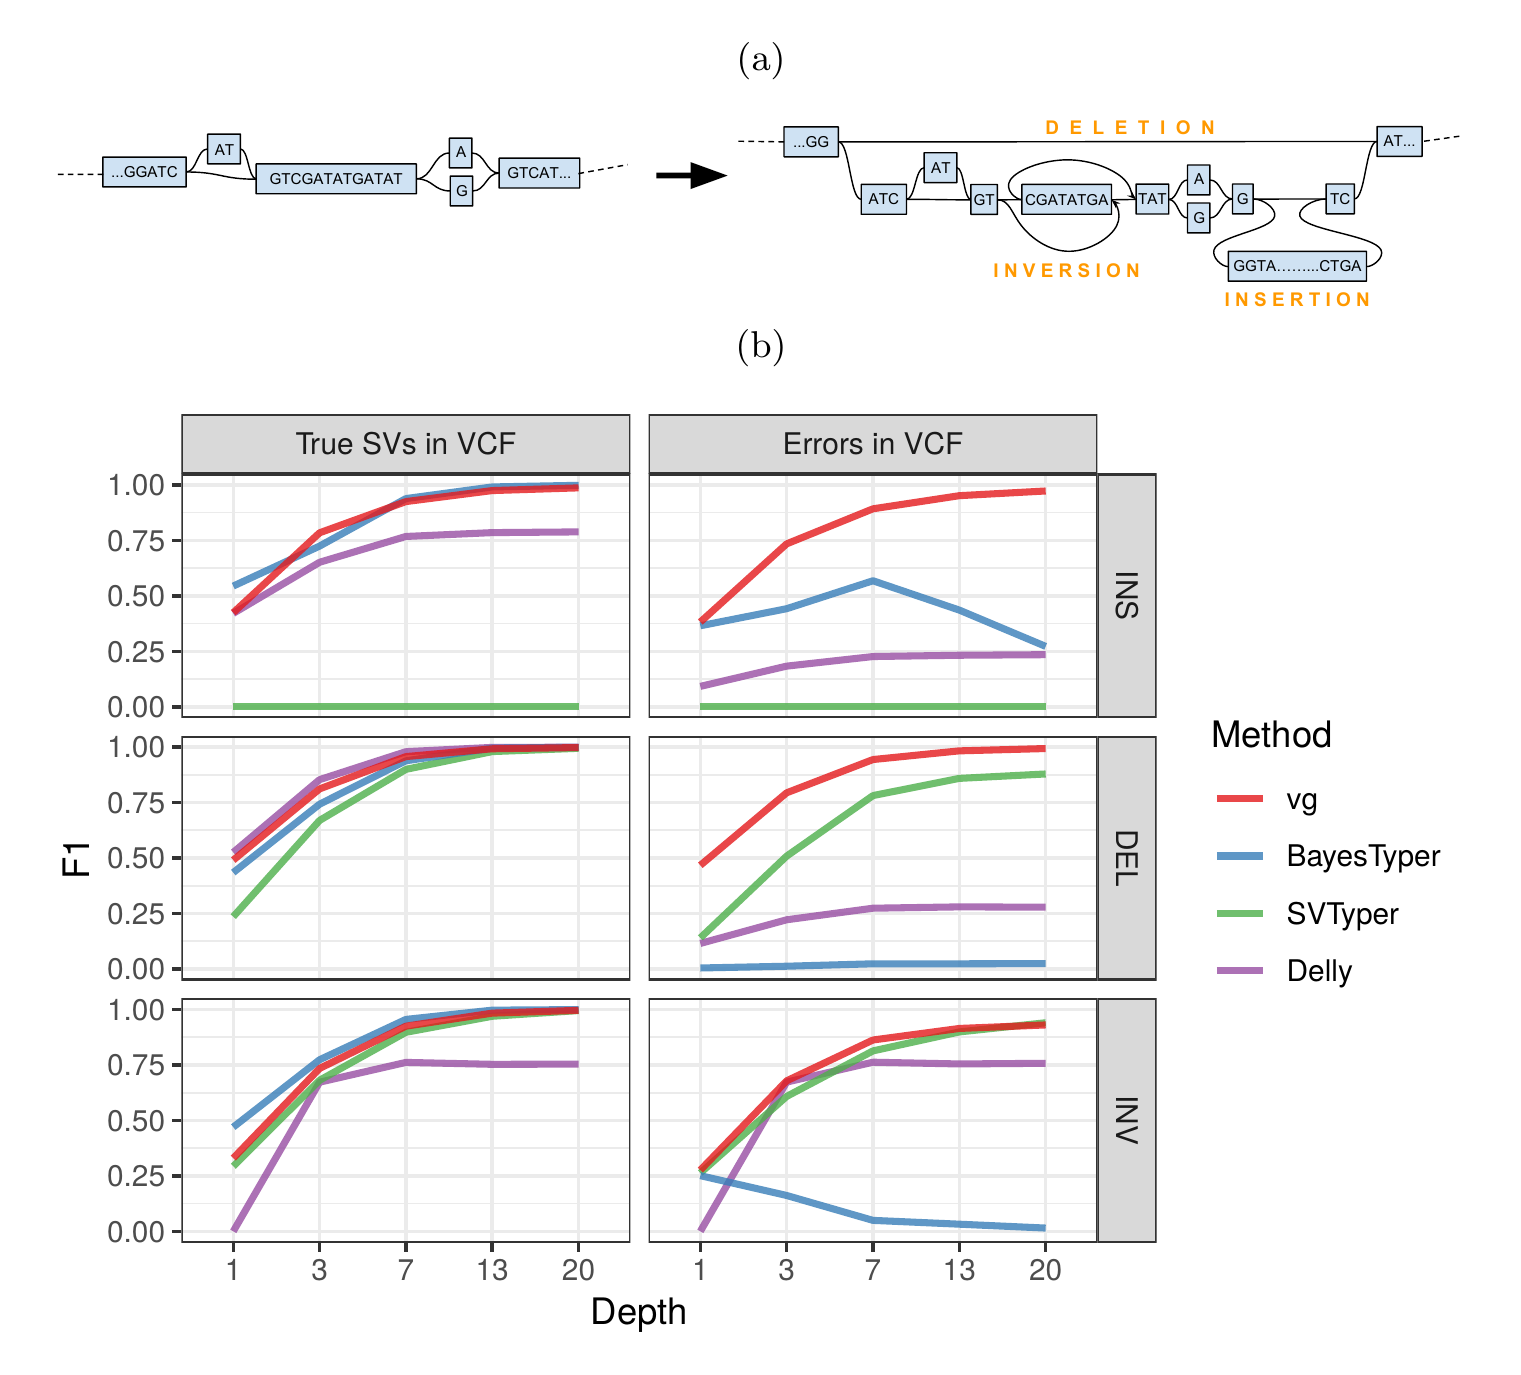 (a)
...GGATC
AT
GTCGATATGATAT
A
G
GTCAT...
...GG
DELETION
AT...
ATC
AT
GT
CGATATGA
TAT
A
G
G
TC
INVERSION
GGTA.........CTGA
INSERTION
(b)
True SVs in VCF
Errors in VCF
1.00
0.75
0.50
0.25
0.00
INS
1.00
0.75
0.50
0.25
0.00
DEL
1.00
0.75
0.50
0.25
0.00
INV
F1
1 3 7 13 20
1 3 7 13 20
Depth
Method
vg
BayesTyper
SVTyper
Delly